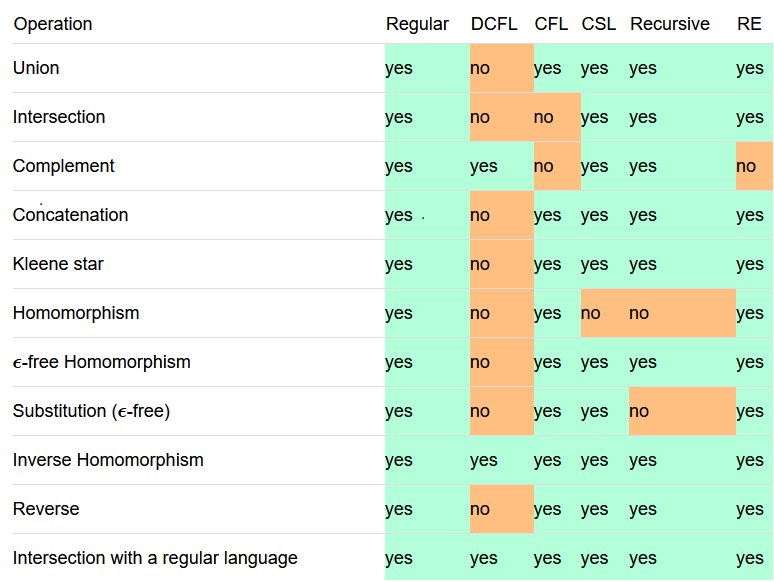 Operation Regular DCFL CFL CSL Recursive RE
Union yes no yes yes yes yes
Intersection yes no no yes yes yes
Complement yes yes no yes yes no
Concatenation yes no yes yes yes yes
Kleene star yes no yes yes yes yes
Homomorphism yes no yes no no yes
ϵ-free Homomorphism yes no yes yes yes yes
Substitution (ϵ-free) yes no yes yes no yes
Inverse Homomorphism yes yes yes yes yes yes
Reverse yes no yes yes yes yes
Intersection with a regular language yes yes yes yes yes yes